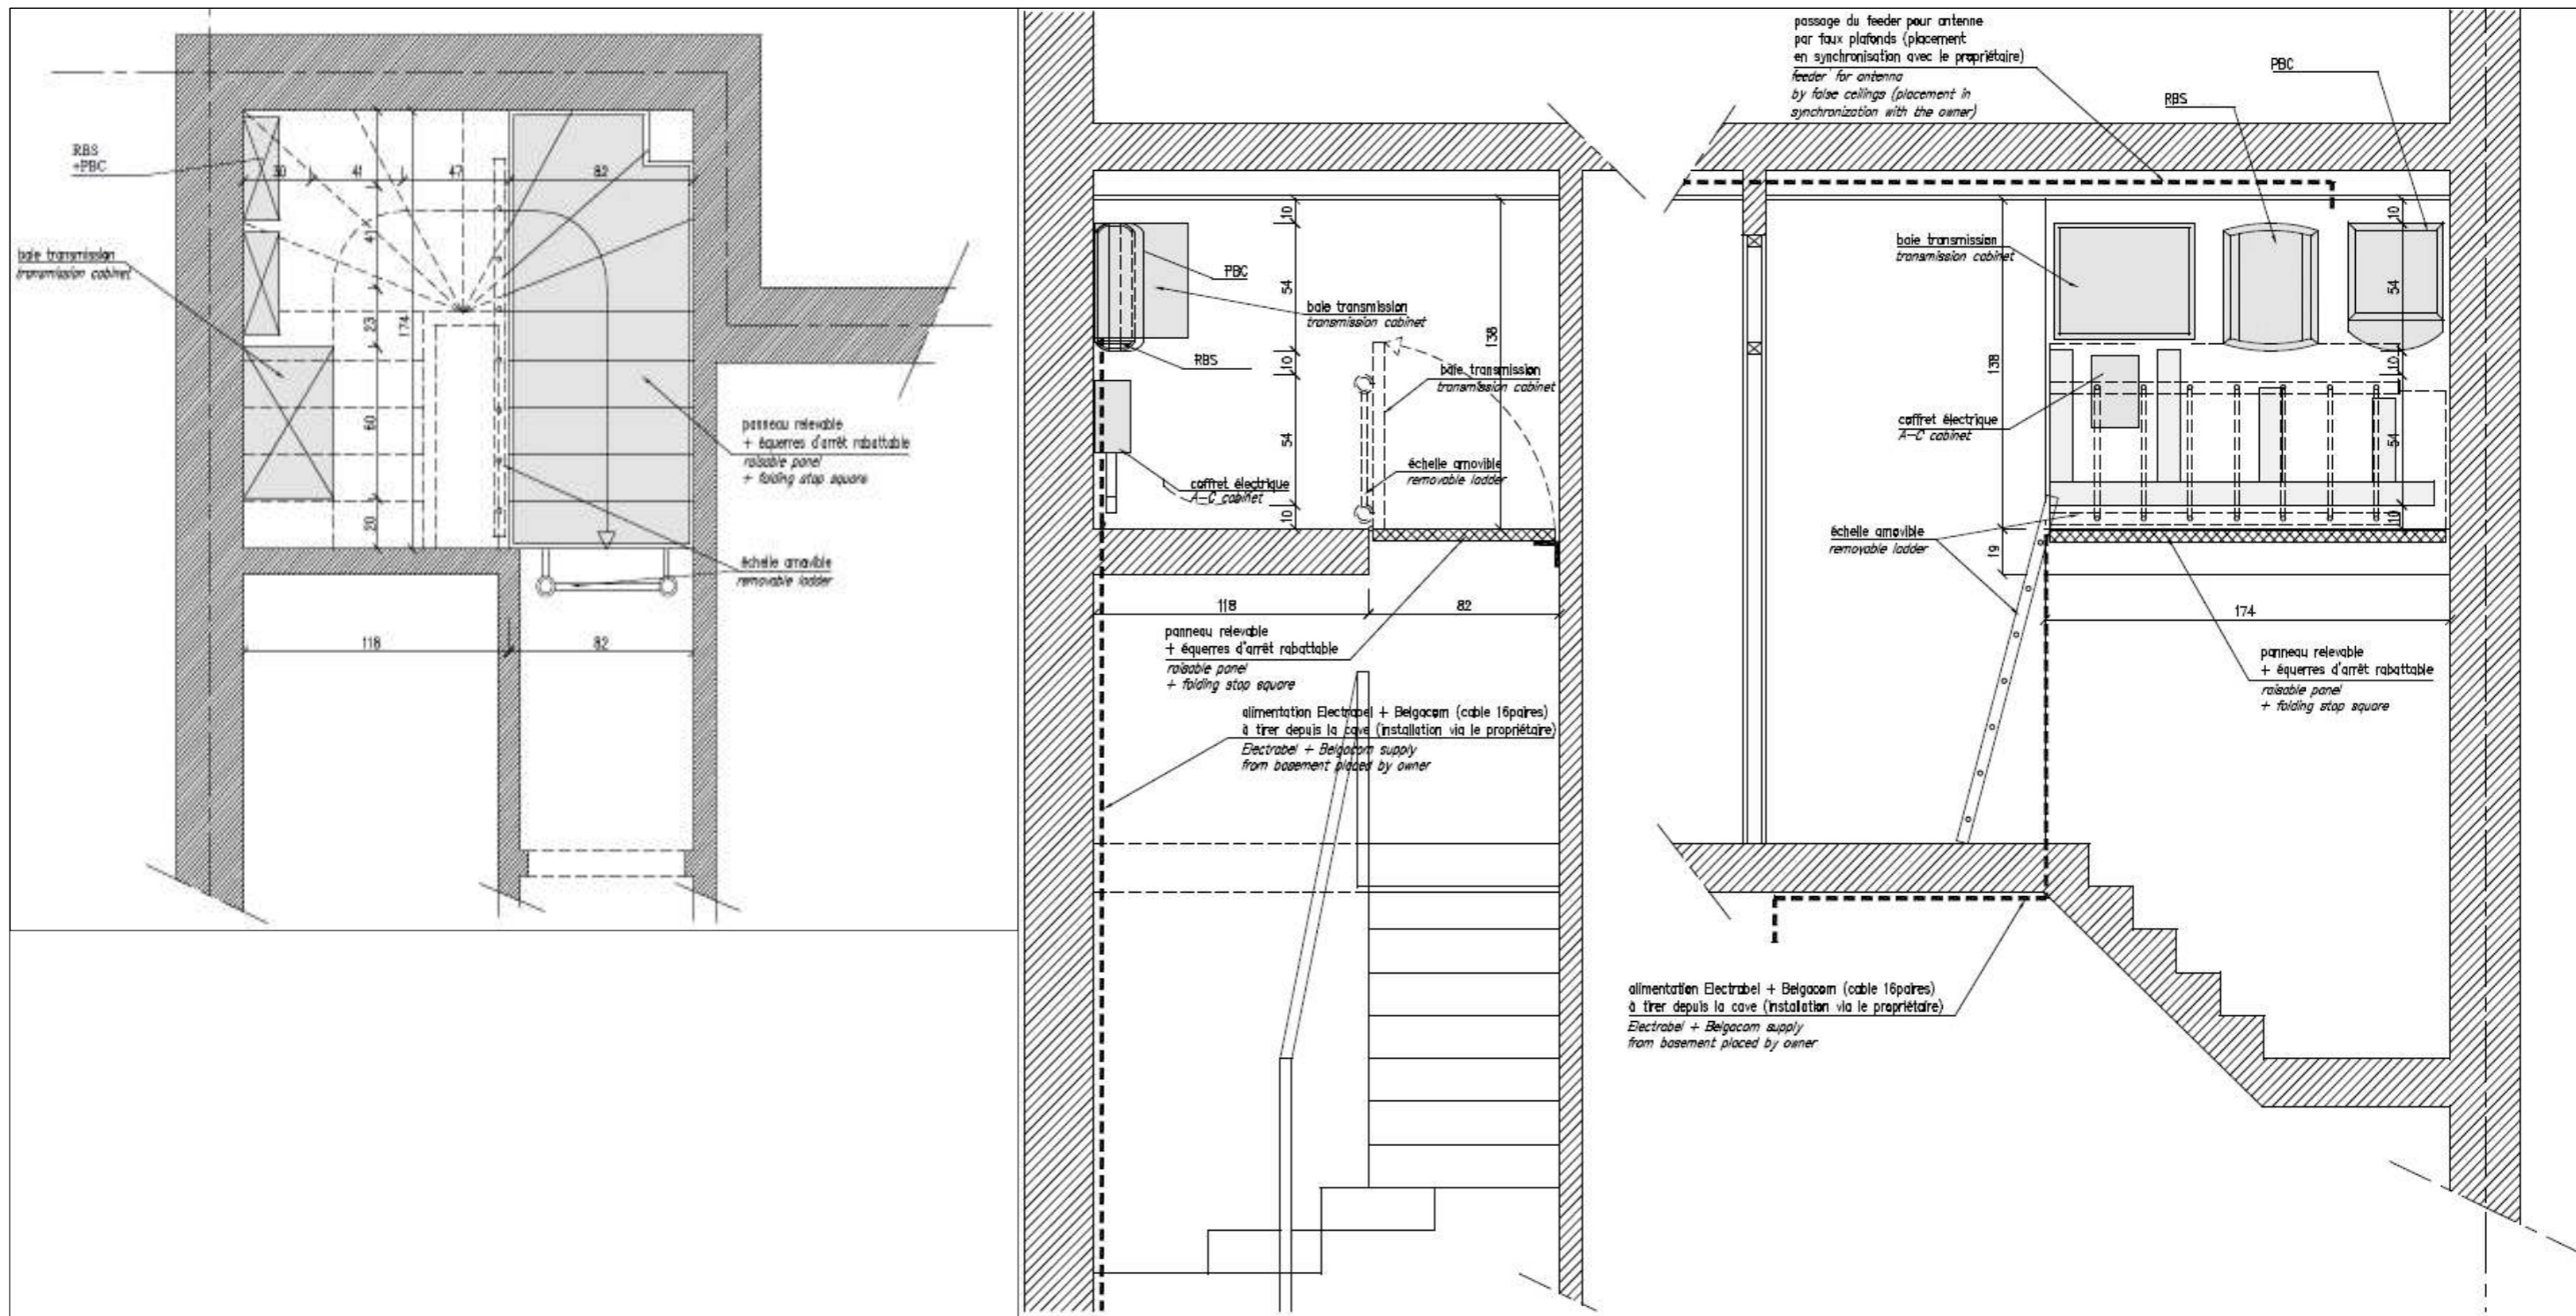 RBS
+PBC
30
41
47
82
baie transmission
transmission cabinet
41
23
174
60
20
panneau relevable
+ équerres d'arrêt rabattable
raisable panel
+ folding stop square
échelle amovible
removable ladder
118
82
PBC
baie transmission
transmission cabinet
RBS
10
54
10
54
10
138
baie transmission
transmission cabinet
échelle amovible
removable ladder
coffret électrique
A-C cabinet
118
82
panneau relevable
+ équerres d'arrêt rabattable
raisable panel
+ folding stop square
alimentation Electrabel + Belgacom (cable 16paires)
à tirer depuis la cave (installation via le propriétaire)
Electrabel + Belgacom supply
from basement placed by owner
passage du feeder pour antenne
par faux plafonds (placement
en synchronisation avec le propriétaire)
feeder for antenna
by false ceilings (placement in
synchronization with the owner)
PBC
RBS
baie transmission
transmission cabinet
138
10
54
10
54
10
coffret électrique
A-C cabinet
échelle amovible
removable ladder
19
174
panneau relevable
+ équerres d'arrêt rabattable
raisable panel
+ folding stop square
alimentation Electrabel + Belgacom (cable 16paires)
à tirer depuis la cave (installation via le propriétaire)
Electrabel + Belgacom supply
from basement placed by owner